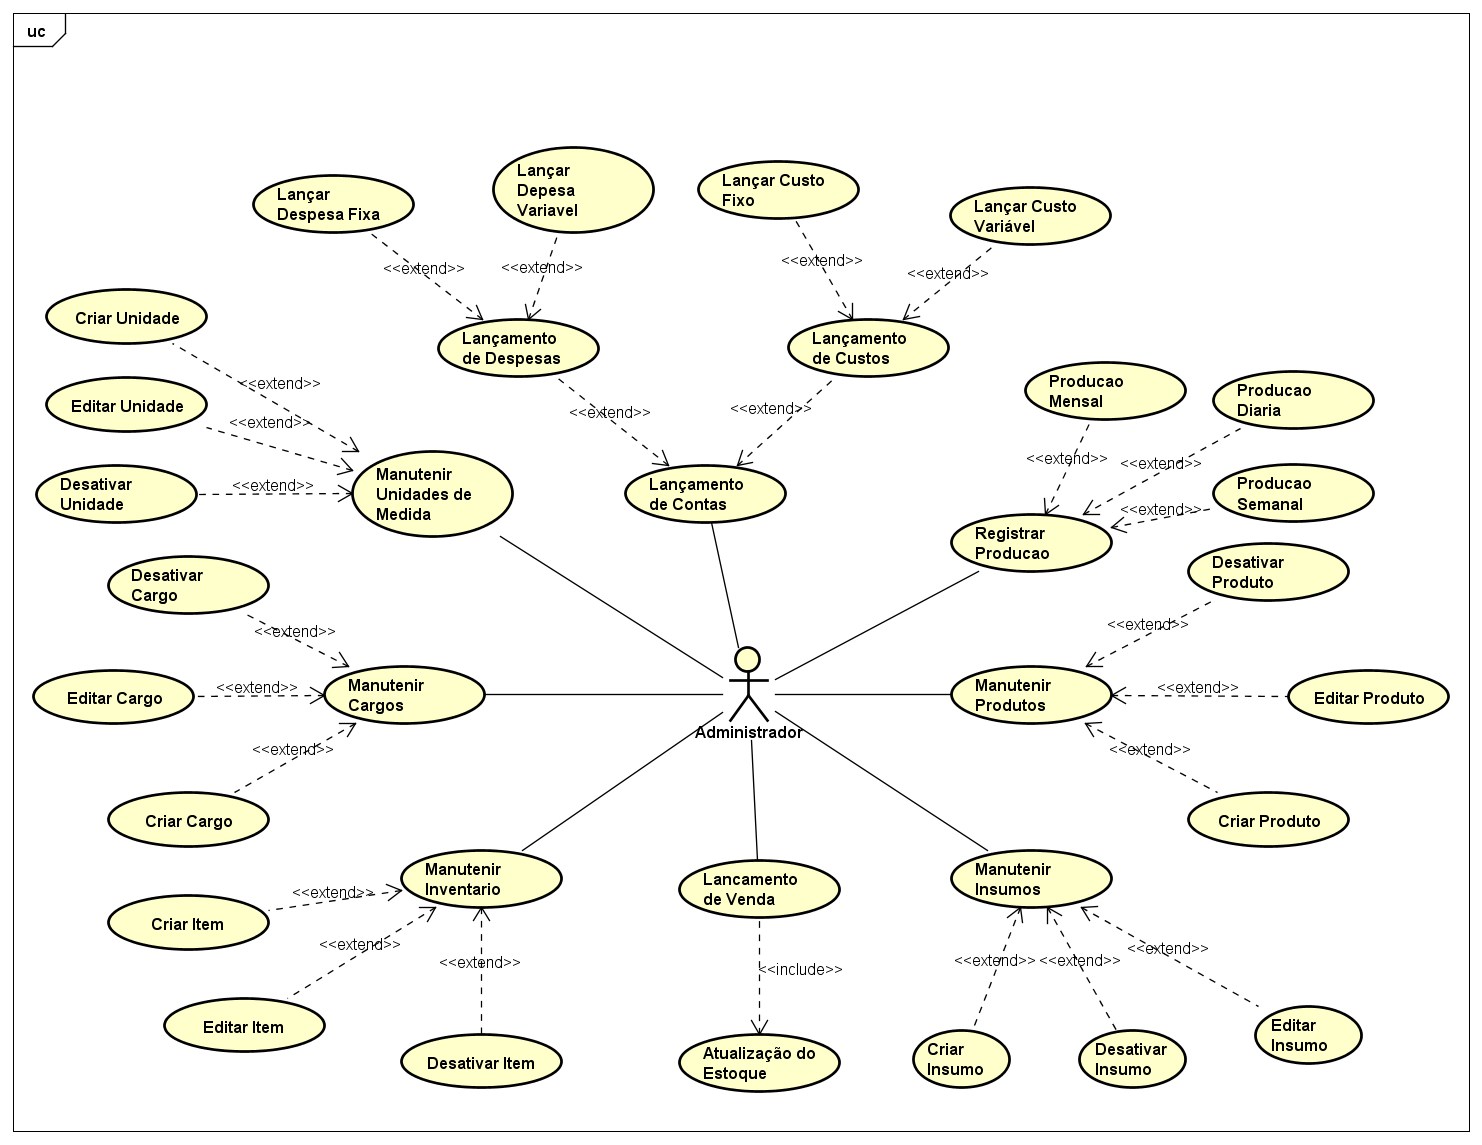 uc
Lançar
Despesa Fixa
Lançar
Depesa
Variavel
Lançar Custo
Fixo
Lançar Custo
Variável
<<extend>>
<<extend>>
<<extend>>
<<extend>>
Criar Unidade
Lançamento
de Despesas
Lançamento
de Custos
<<extend>>
Editar Unidade
<<extend>>
<<extend>>
<<extend>>
Producao
Mensal
Producao
Diaria
Desativar
Unidade
<<extend>>
Manutenir
Unidades de
Medida
Lançamento
de Contas
<<extend>>
<<extend>>
<<extend>>
Producao
Semanal
Registrar
Producao
Desativar
Cargo
<<extend>>
Desativar
Produto
<<extend>>
Editar Cargo
<<extend>>
Manutenir
Cargos
Administrador
Manutenir
Produtos
<<extend>>
Editar Produto
<<extend>>
<<extend>>
Criar Cargo
Criar Produto
Manutenir
Inventario
Lancamento
de Venda
Manutenir
Insumos
<<extend>>
Criar Item
<<extend>>
<<extend>>
<<include>>
<<extend>>
<<extend>>
<<extend>>
Editar Item
Desativar Item
Atualização do
Estoque
Criar
Insumo
Desativar
Insumo
Editar
Insumo